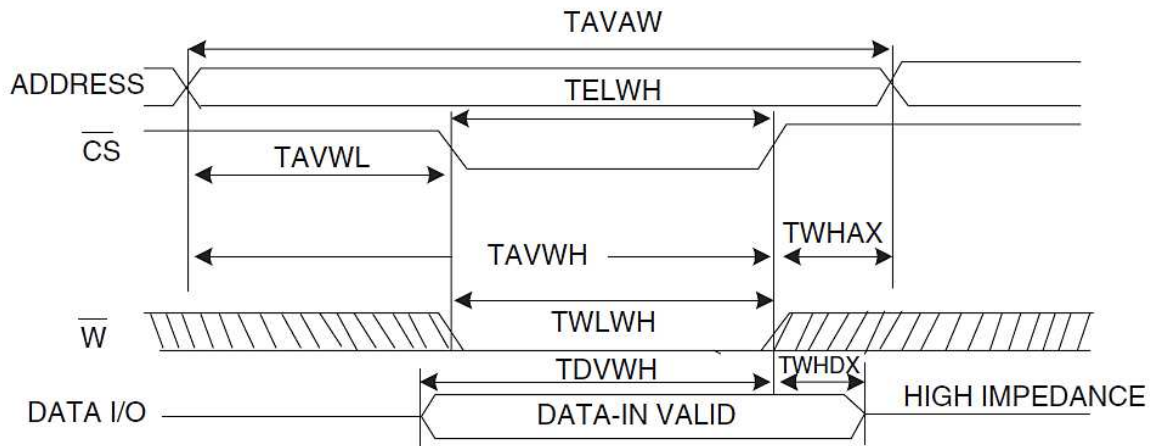 TAVAW
ADDRESS
TELWH
CS
TAVWL
TWHAX
TAVWH
TWLWH
W
TDVWH
TWHDX
DATA I/O
DATA-IN VALID
HIGH IMPEDANCE